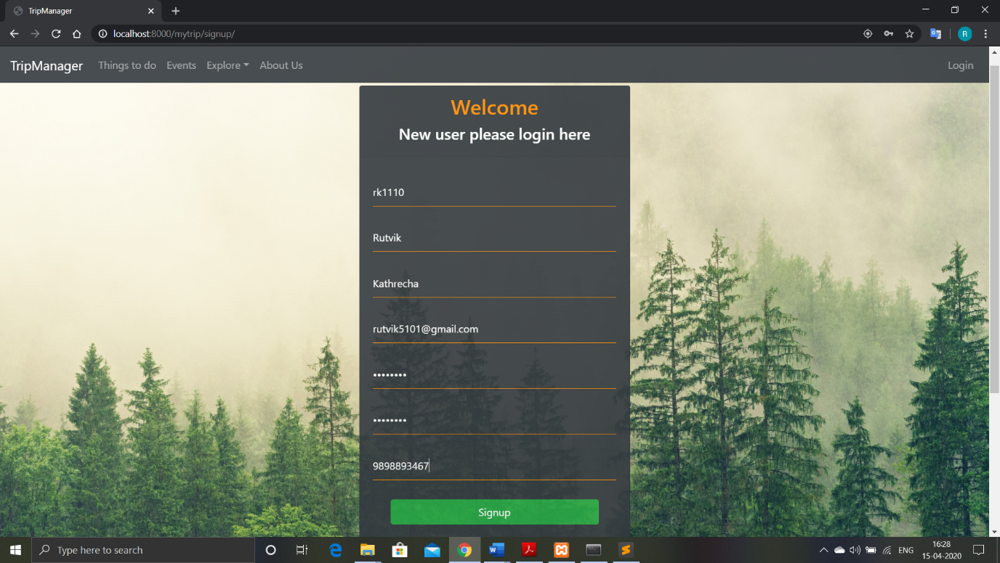 TripManager
localhost:8000/mytrip/signup/
R
TripManager Things to do Events Explore About Us Login
Welcome
New user please login here
rk1110
Rutvik
Kathrecha
rutvik5101@gmail.com
••••••••
••••••••
9898893467
Signup
Type here to search
ENG
16:28
15-04-2020